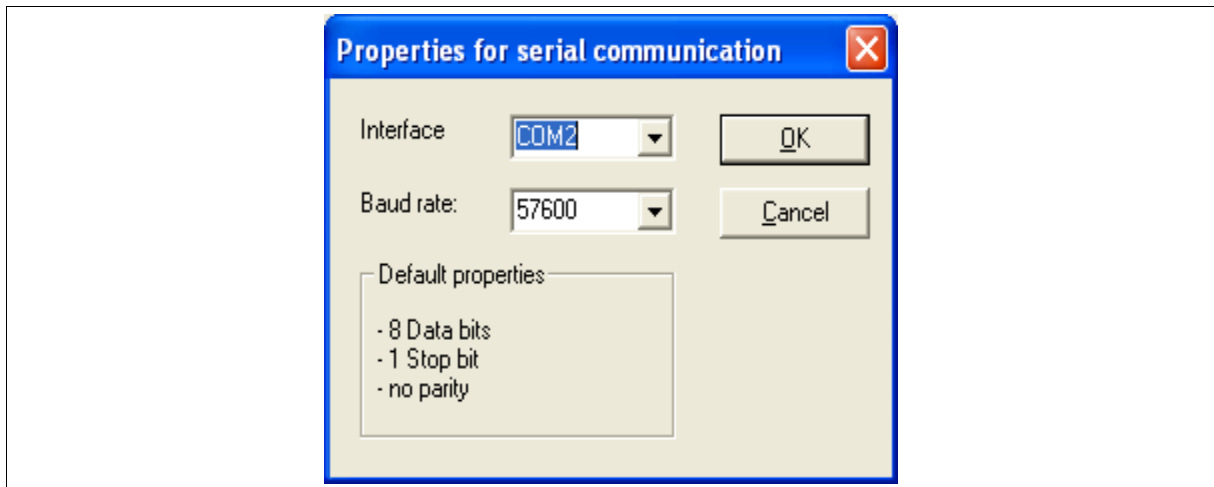 Properties for serial communication
Interface COM2 OK
Baud rate: 57600 Cancel
Default properties
- 8 Data bits
- 1 Stop bit
- no parity